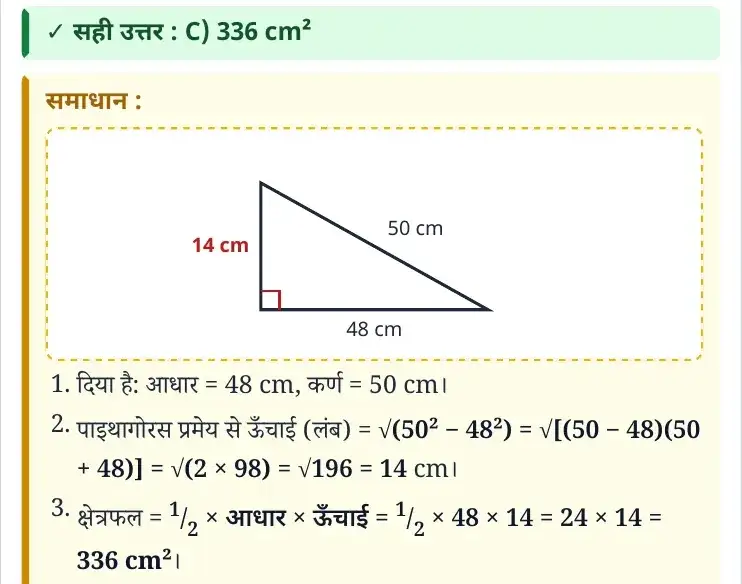 ✓ सही उत्तर : C) 336 cm²
समाधान :
50 cm
14 cm
48 cm
1. दिया है: आधार = 48 cm, कर्ण = 50 cm।
2. पाइथागोरस प्रमेय से ऊँचाई (लंब) = √(50² − 48²) = √[(50 − 48)(50
+ 48)] = √(2 × 98) = √196 = 14 cm।
3. क्षेत्रफल = 1/2 × आधार × ऊँचाई = 1/2 × 48 × 14 = 24 × 14 =
336 cm²।